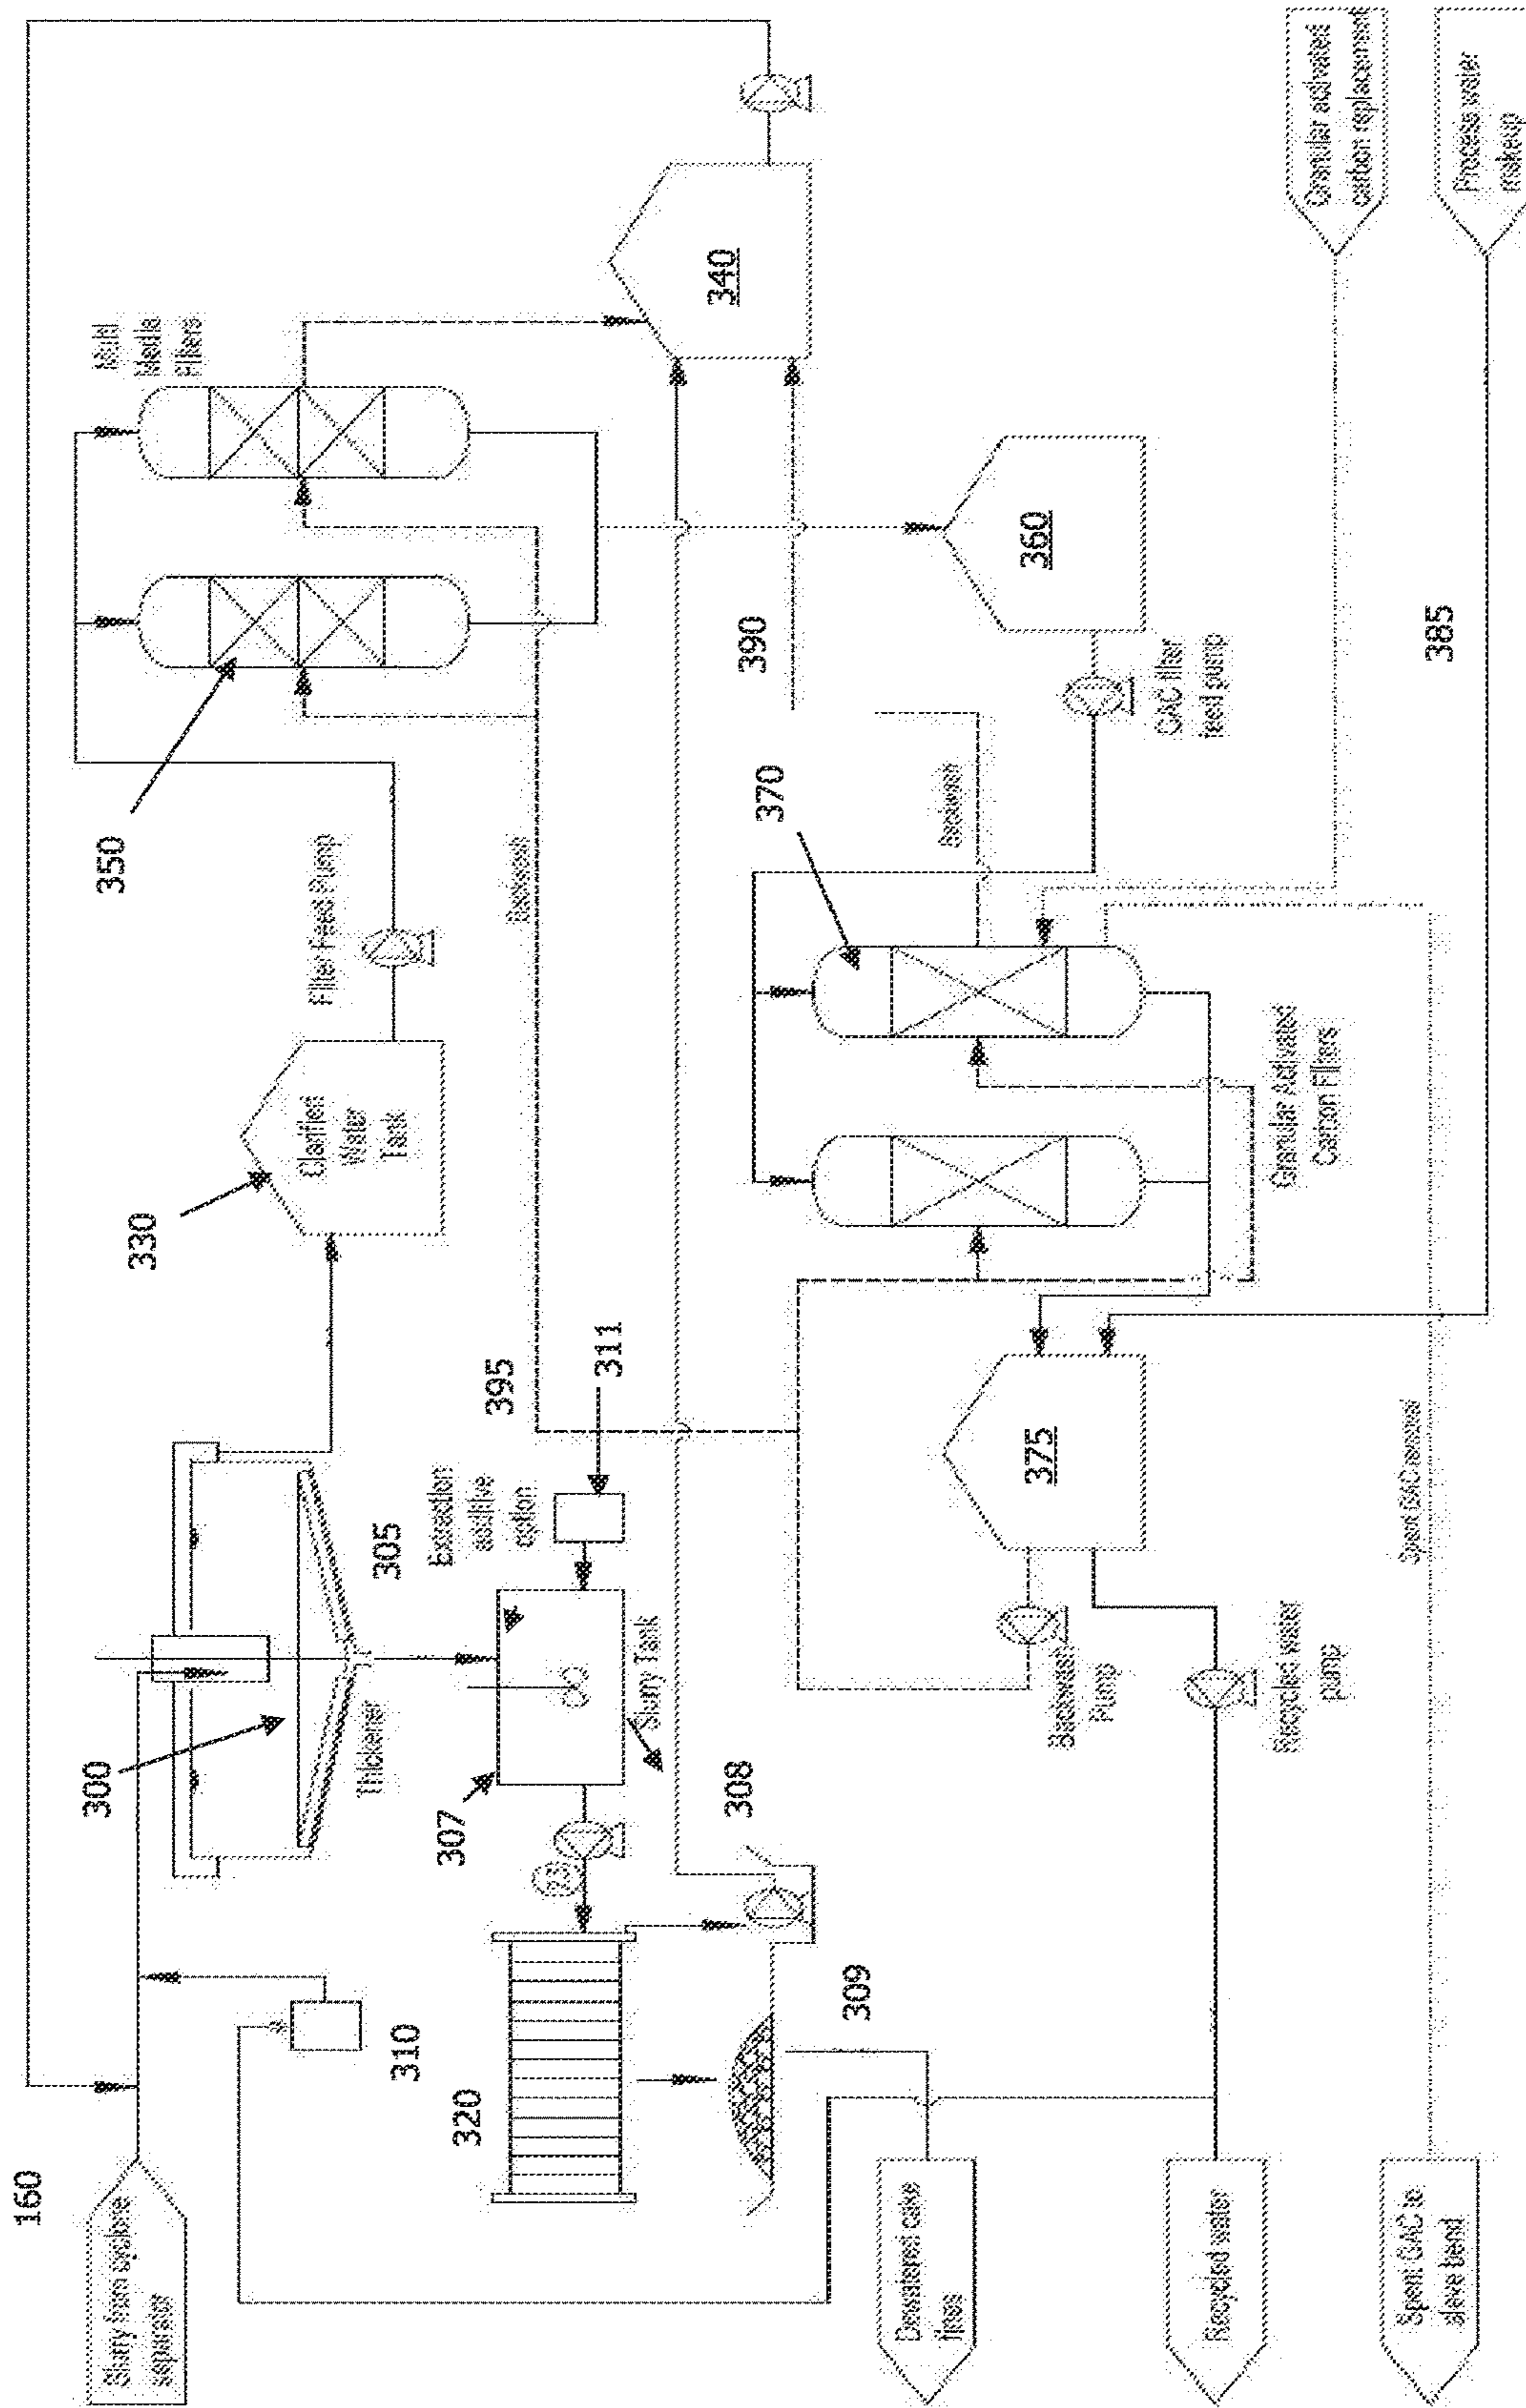 160
Slurry from cyclone
separator
310
300
Thickener
305
307
320
Extraction
additive
option
311
395
Slurry Tank
308
309
330
Clarified
Water
Tank
Filter Feed Pump
350
Multi
Media
Filters
Backwash
340
390
360
GAC filter
feed pump
Backwash
370
Granular Activated
Carbon Filters
375
Backwash
Pump
Recycled water
pump
385
Granular activated
carbon replacement
Process water
makeup
Spent GAC removal
Dewatered cake
fines
Recycled water
Spent GAC to
sieve bend